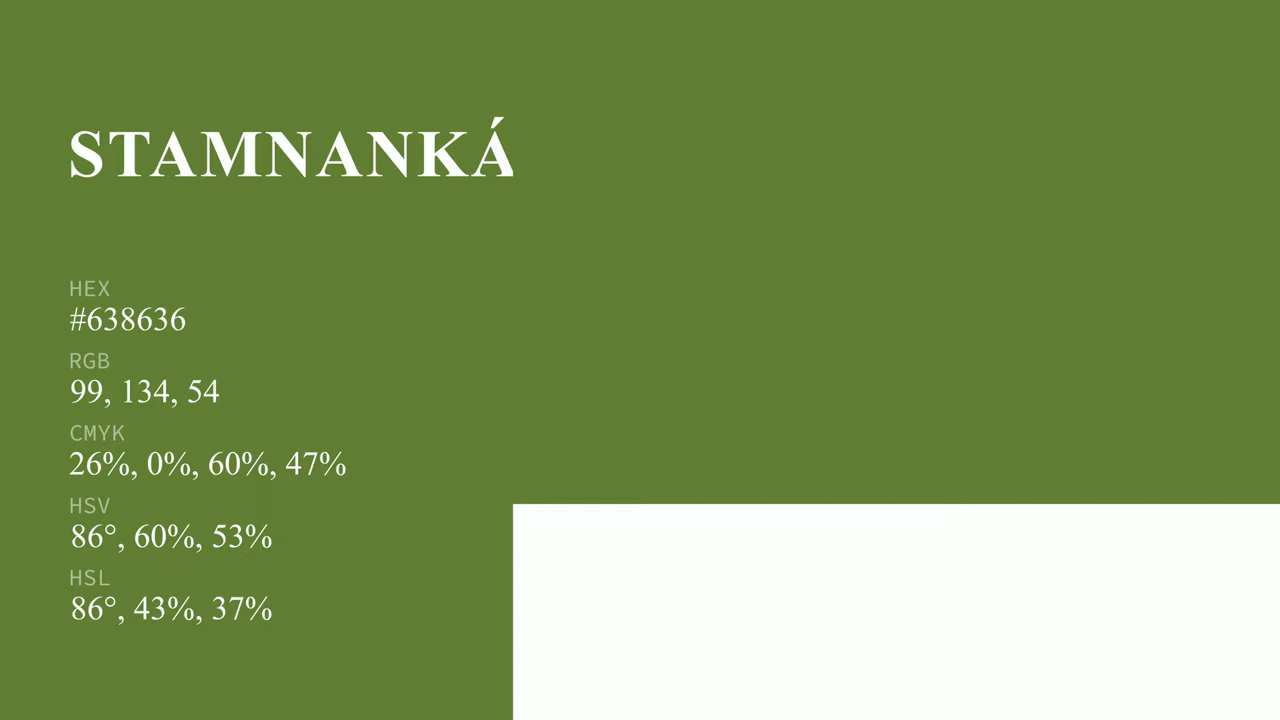 STAMNANKÁ
HEX
#638636
RGB
99, 134, 54
CMYK
26%, 0%, 60%, 47%
HSV
86°, 60%, 53%
HSL
86°, 43%, 37%